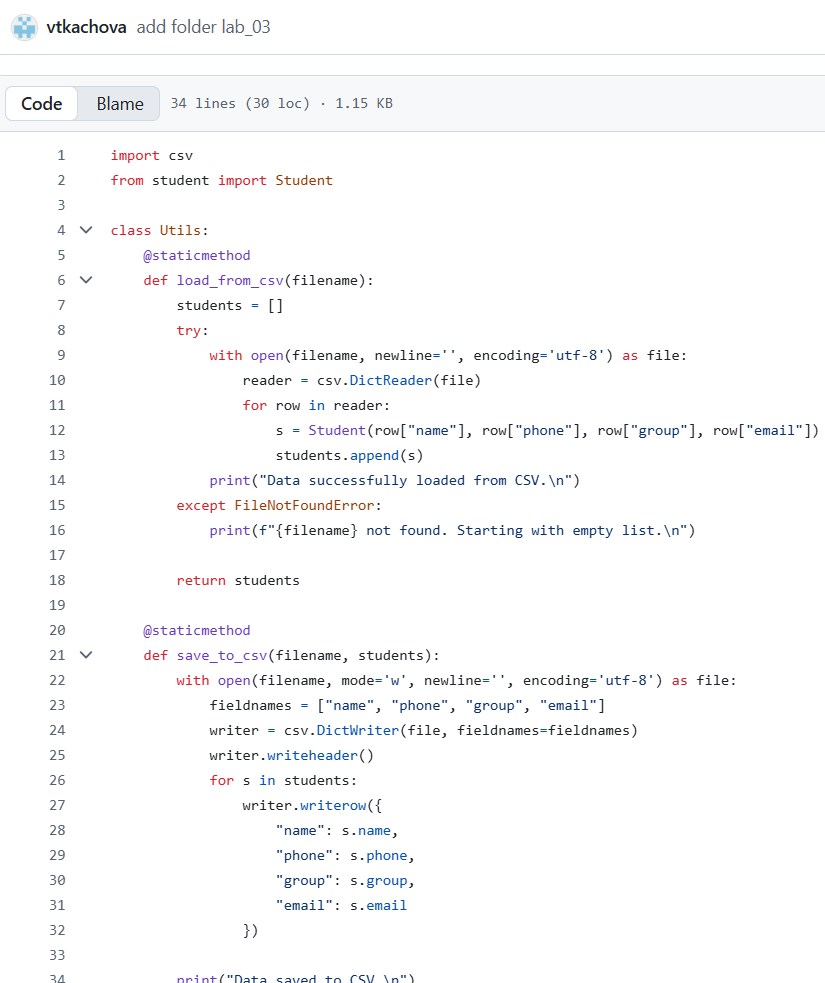 vtkachova add folder lab_03
Code Blame 34 lines (30 loc) · 1.15 KB
1 import csv
2 from student import Student
3
4 class Utils:
5     @staticmethod
6     def load_from_csv(filename):
7         students = []
8         try:
9             with open(filename, newline='', encoding='utf-8') as file:
10                 reader = csv.DictReader(file)
11                 for row in reader:
12                     s = Student(row["name"], row["phone"], row["group"], row["email"])
13                     students.append(s)
14             print("Data successfully loaded from CSV.\n")
15         except FileNotFoundError:
16             print(f"{filename} not found. Starting with empty list.\n")
17
18         return students
19
20     @staticmethod
21     def save_to_csv(filename, students):
22         with open(filename, mode='w', newline='', encoding='utf-8') as file:
23             fieldnames = ["name", "phone", "group", "email"]
24             writer = csv.DictWriter(file, fieldnames=fieldnames)
25             writer.writeheader()
26             for s in students:
27                 writer.writerow({
28                     "name": s.name,
29                     "phone": s.phone,
30                     "group": s.group,
31                     "email": s.email
32                 })
33
34         print("Data saved to CSV.\n")